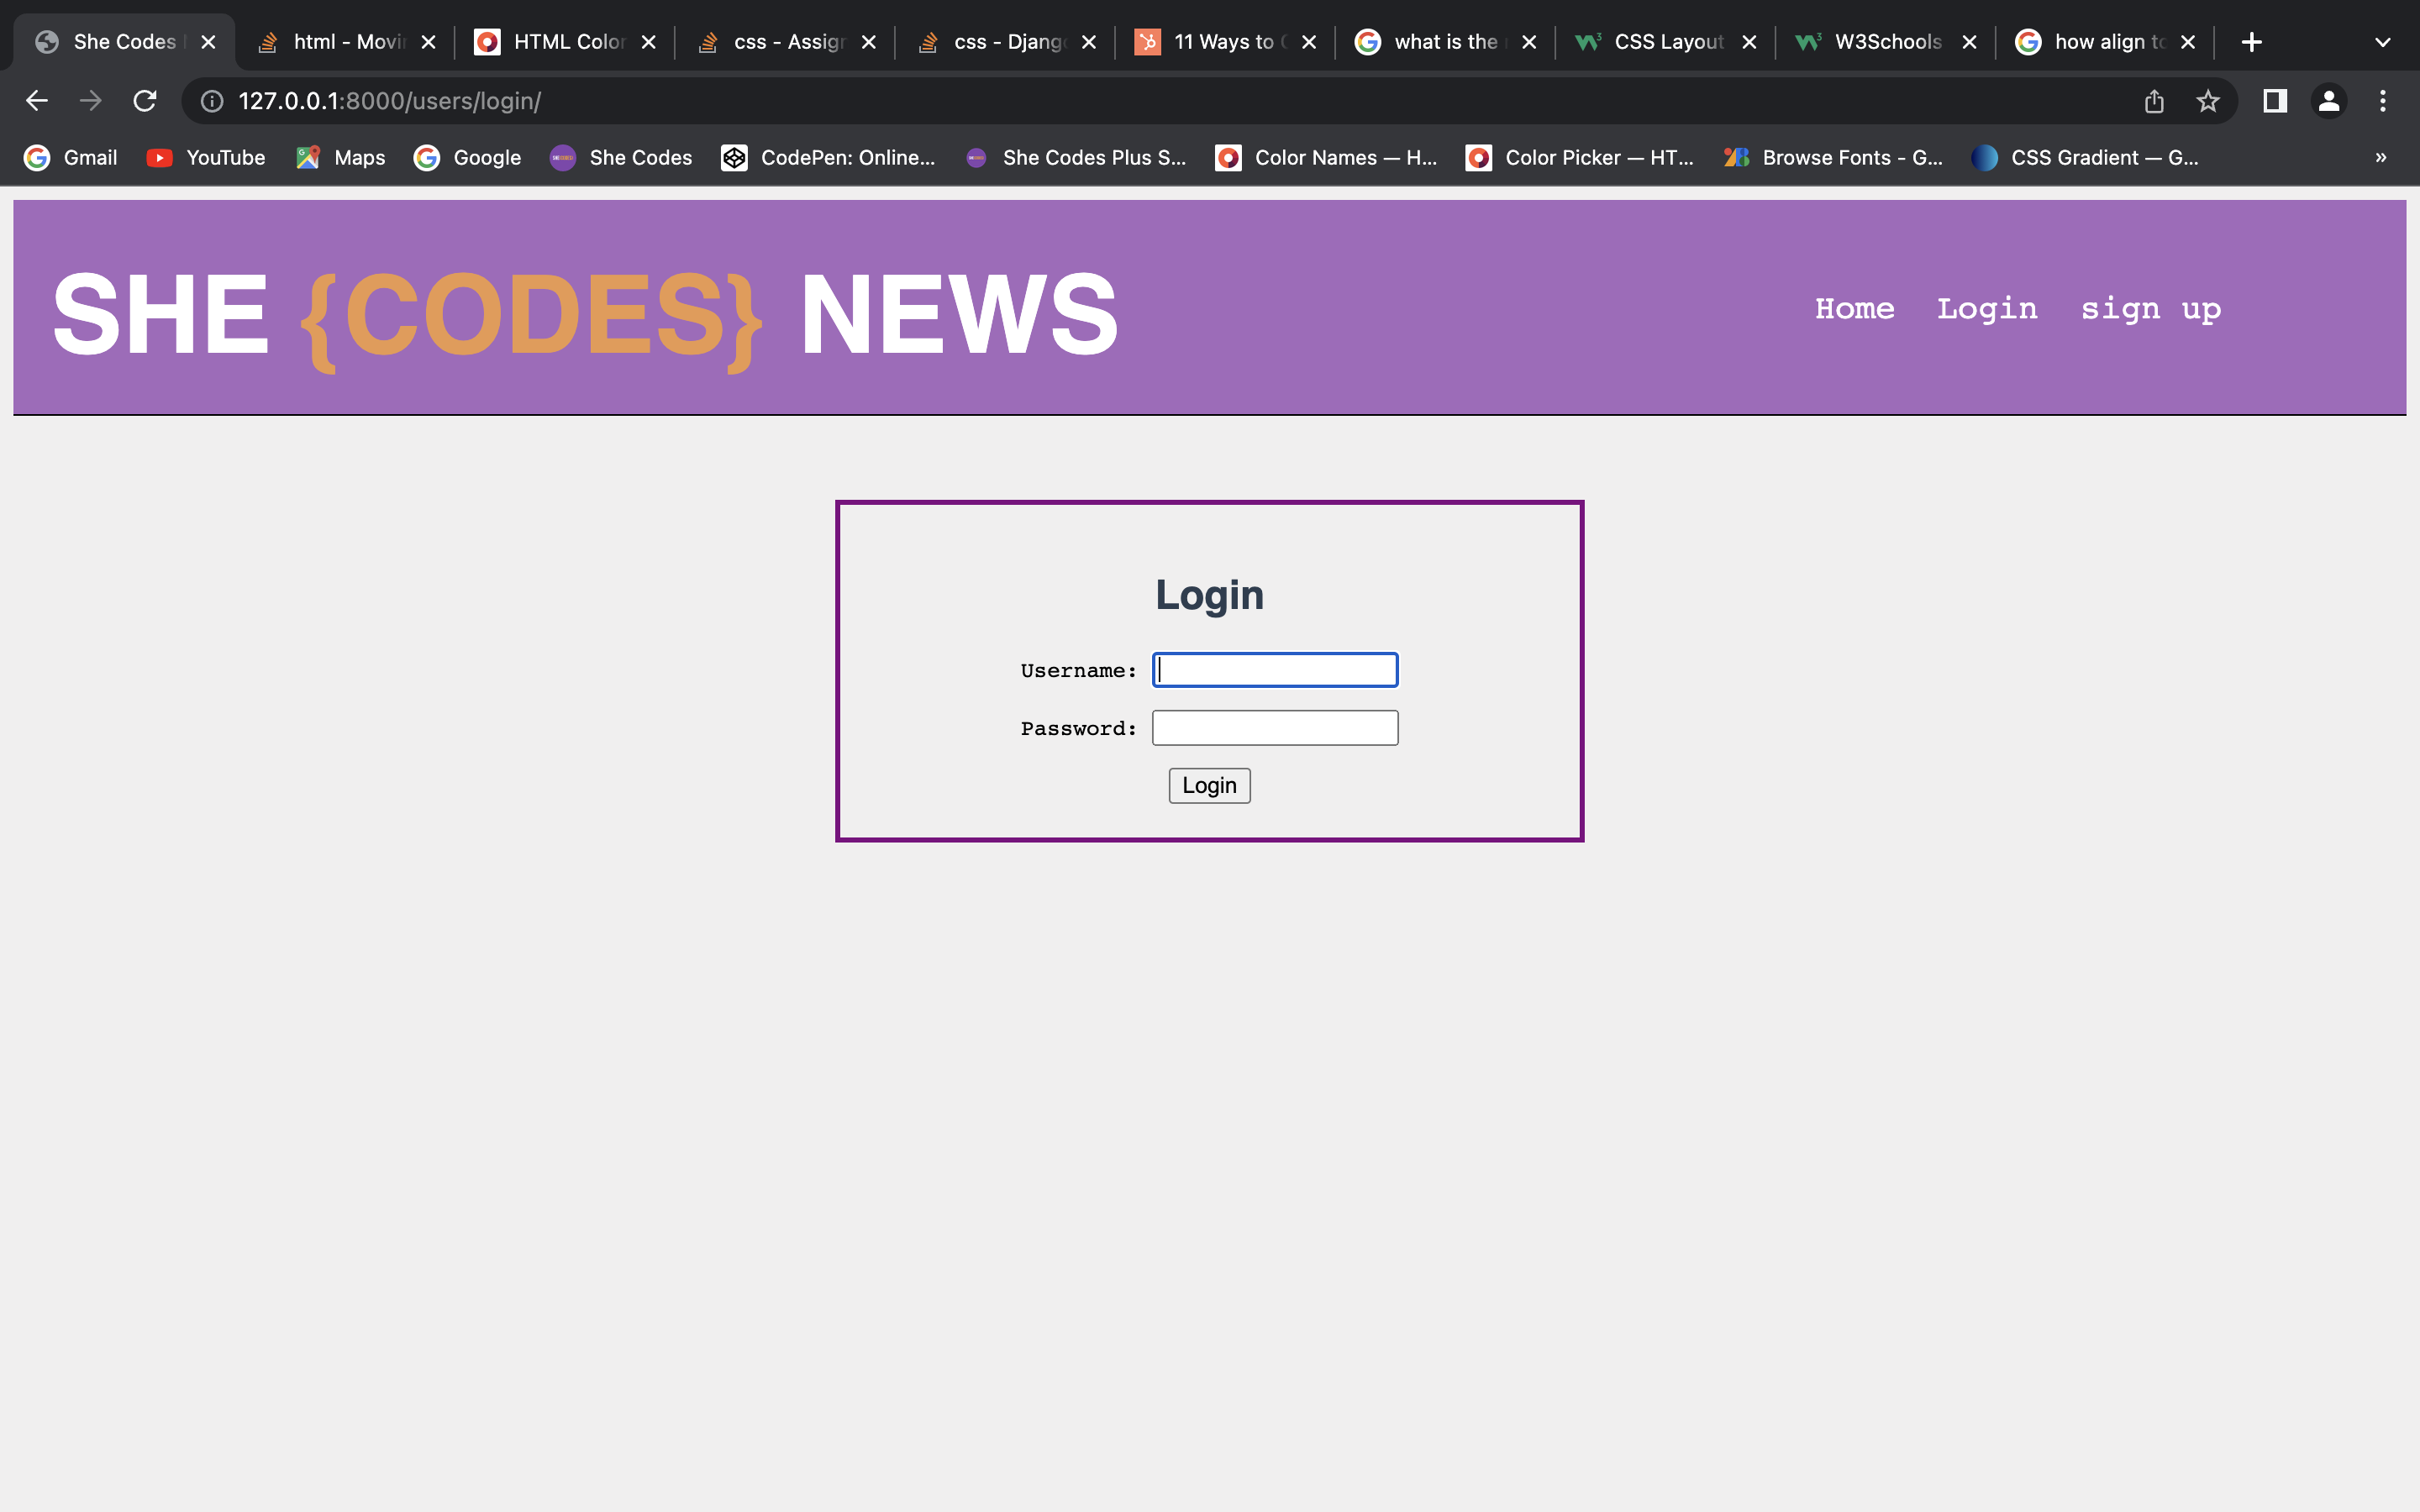 She Codes
html - Movi
HTML Color
css - Assign
css - Djang
11 Ways to
what is the
CSS Layout
W3Schools
how align to
127.0.0.1:8000/users/login/
Gmail YouTube Maps Google She Codes CodePen: Online... She Codes Plus S... Color Names — H... Color Picker — HT... Browse Fonts - G... CSS Gradient — G... »
SHE {CODES} NEWS
Home Login sign up
Login
Username:
Password:
Login